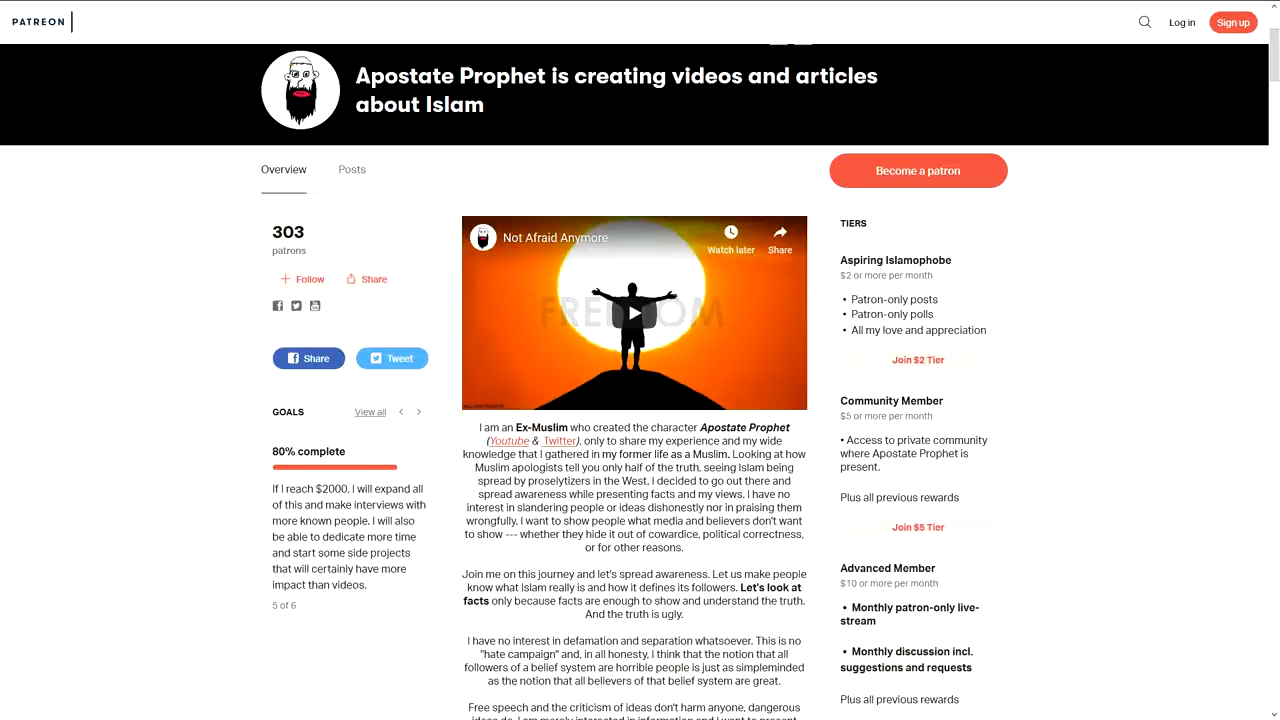 PATREON
Log in
Sign up
Apostate Prophet is creating videos and articles
about Islam
Overview
Posts
Become a patron
303
patrons
Follow
Share
Share
Tweet
GOALS
View all
80% complete
If I reach $2000, I will expand all
of this and make interviews with
more known people. I will also
be able to dedicate more time
and start some side projects
that will certainly have more
impact than videos.
5 of 6
Not Afraid Anymore
Watch later
Share
FREEDOM
I am an Ex-Muslim who created the character Apostate Prophet
(Youtube & Twitter), only to share my experience and my wide
knowledge that I gathered in my former life as a Muslim. Looking at how
Muslim apologists tell you only half of the truth, seeing Islam being
spread by proselytizers in the West, I decided to go out there and
spread awareness while presenting facts and my views. I have no
interest in slandering people or ideas dishonestly nor in praising them
wrongfully. I want to show people what media and believers don't want
to show --- whether they hide it out of cowardice, political correctness,
or for other reasons.
Join me on this journey and let's spread awareness. Let us make people
know what Islam really is and how it defines its followers. Let's look at
facts only because facts are enough to show and understand the truth.
And the truth is ugly.
I have no interest in defamation and separation whatsoever. This is no
"hate campaign" and, in all honesty, I think that the notion that all
followers of a belief system are horrible people is just as simpleminded
as the notion that all believers of that belief system are great.
Free speech and the criticism of ideas don't harm anyone, dangerous
ideas do. I am merely interested in information and I want to present
TIERS
Aspiring Islamophobe
$2 or more per month
• Patron-only posts
• Patron-only polls
• All my love and appreciation
Join $2 Tier
Community Member
$5 or more per month
• Access to private community
where Apostate Prophet is
present.
Plus all previous rewards
Join $5 Tier
Advanced Member
$10 or more per month
• Monthly patron-only live-
stream
• Monthly discussion incl.
suggestions and requests
Plus all previous rewards